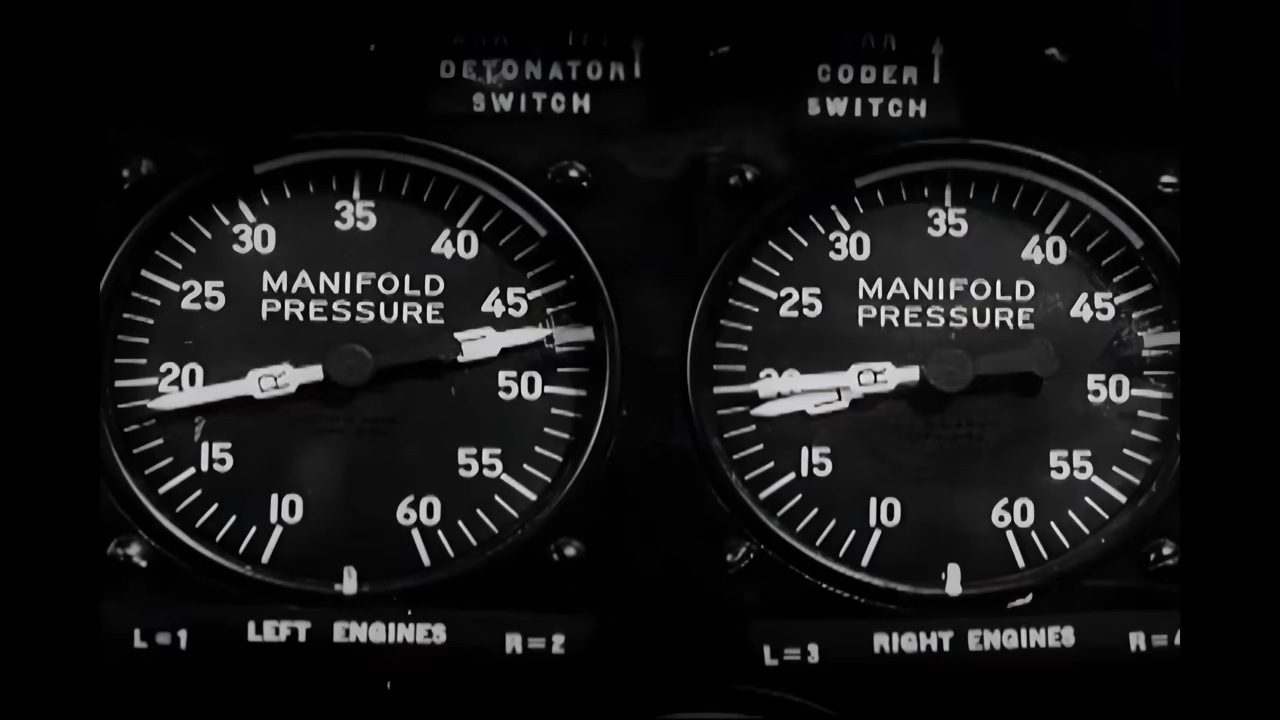 DETONATOR
SWITCH
CODER
SWITCH
35
30
40
MANIFOLD
PRESSURE
25
45
20
R
50
15
55
10
60
L=1
LEFT ENGINES
R=2
35
30
40
MANIFOLD
PRESSURE
25
45
20
R
L
50
15
55
10
60
L=3
RIGHT ENGINES
R=4